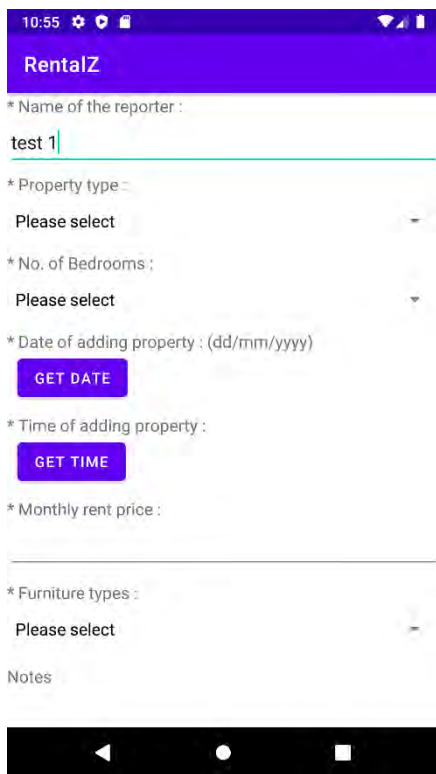 10:55
RentalZ
* Name of the reporter :
test 1
* Property type :
Please select
* No. of Bedrooms :
Please select
* Date of adding property : (dd/mm/yyyy)
GET DATE
* Time of adding property :
GET TIME
* Monthly rent price :
* Furniture types :
Please select
Notes